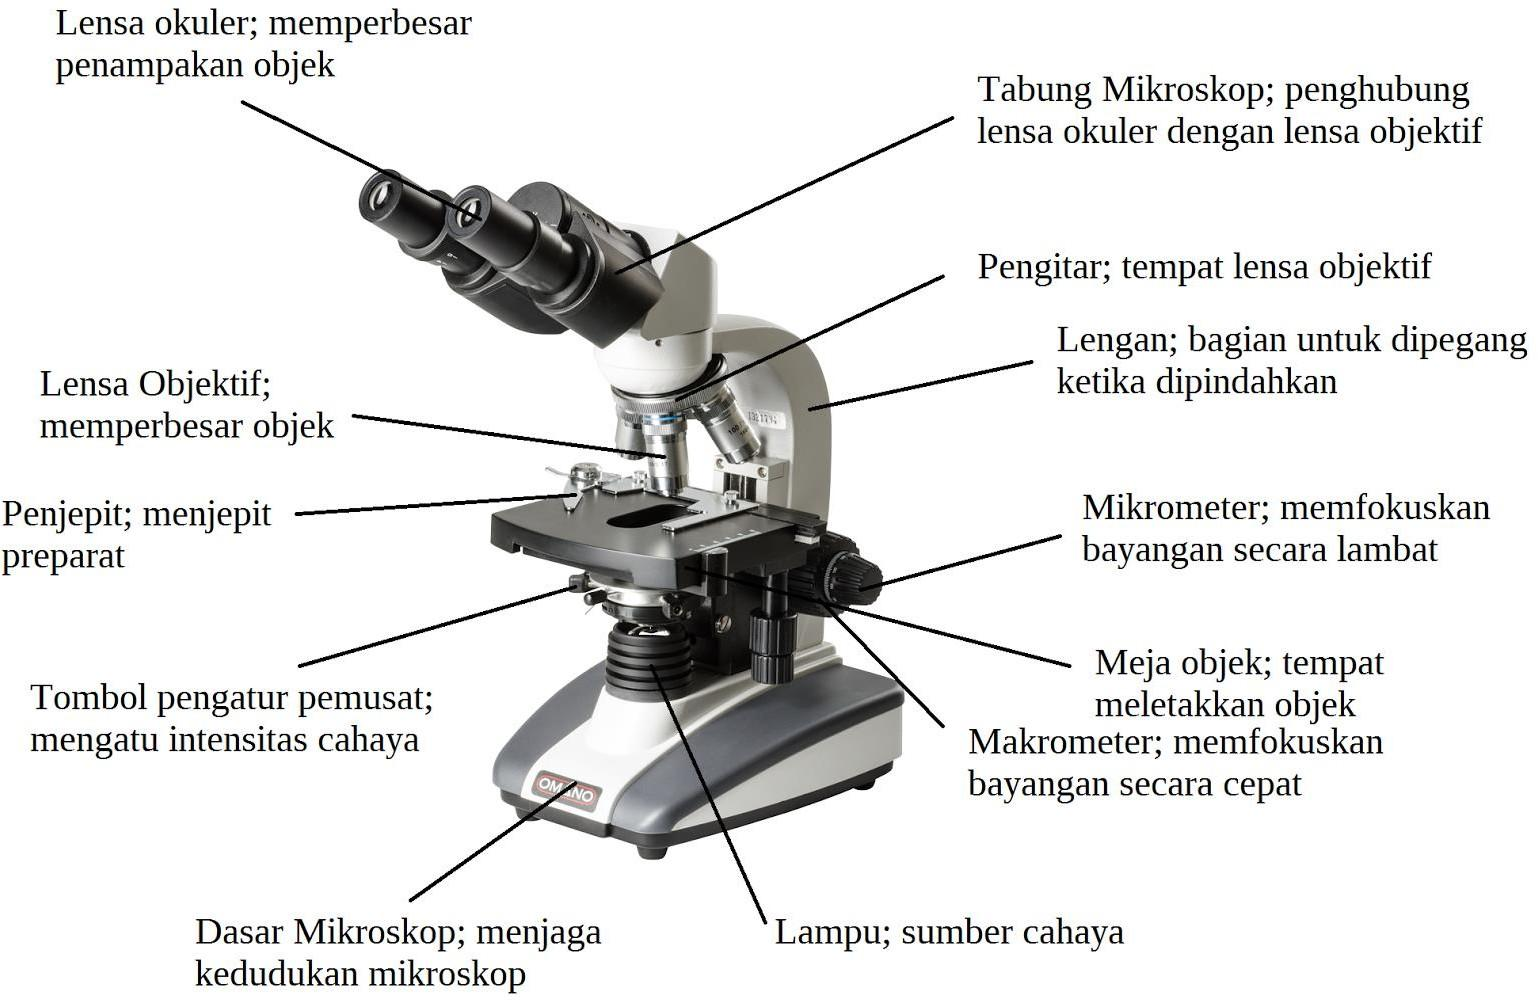 Lensa okuler; memperbesar
penampakan objek
Tabung Mikroskop; penghubung
lensa okuler dengan lensa objektif
Pengitar; tempat lensa objektif
Lengan; bagian untuk dipegang
ketika dipindahkan
Lensa Objektif;
memperbesar objek
Penjepit; menjepit
preparat
Mikrometer; memfokuskan
bayangan secara lambat
Meja objek; tempat
meletakkan objek
Tombol pengatur pemusat;
mengatu intensitas cahaya
Makrometer; memfokuskan
bayangan secara cepat
OMANO
Dasar Mikroskop; menjaga
kedudukan mikroskop
Lampu; sumber cahaya